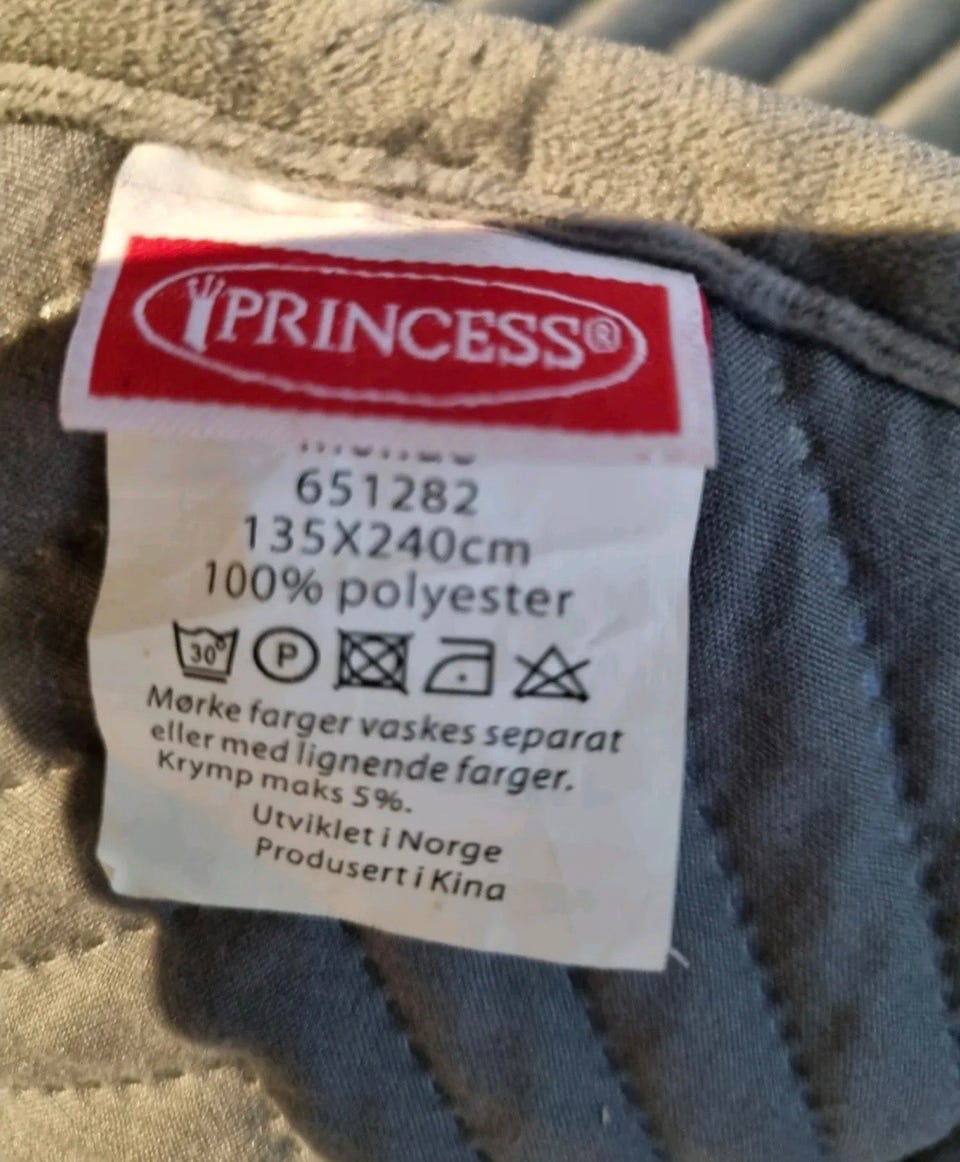 PRINCESS®
651282
135X240cm
100% polyester
30° P
Mørke farger vaskes separat
eller med lignende farger.
Krymp maks 5%.
Utviklet i Norge
Produsert i Kina